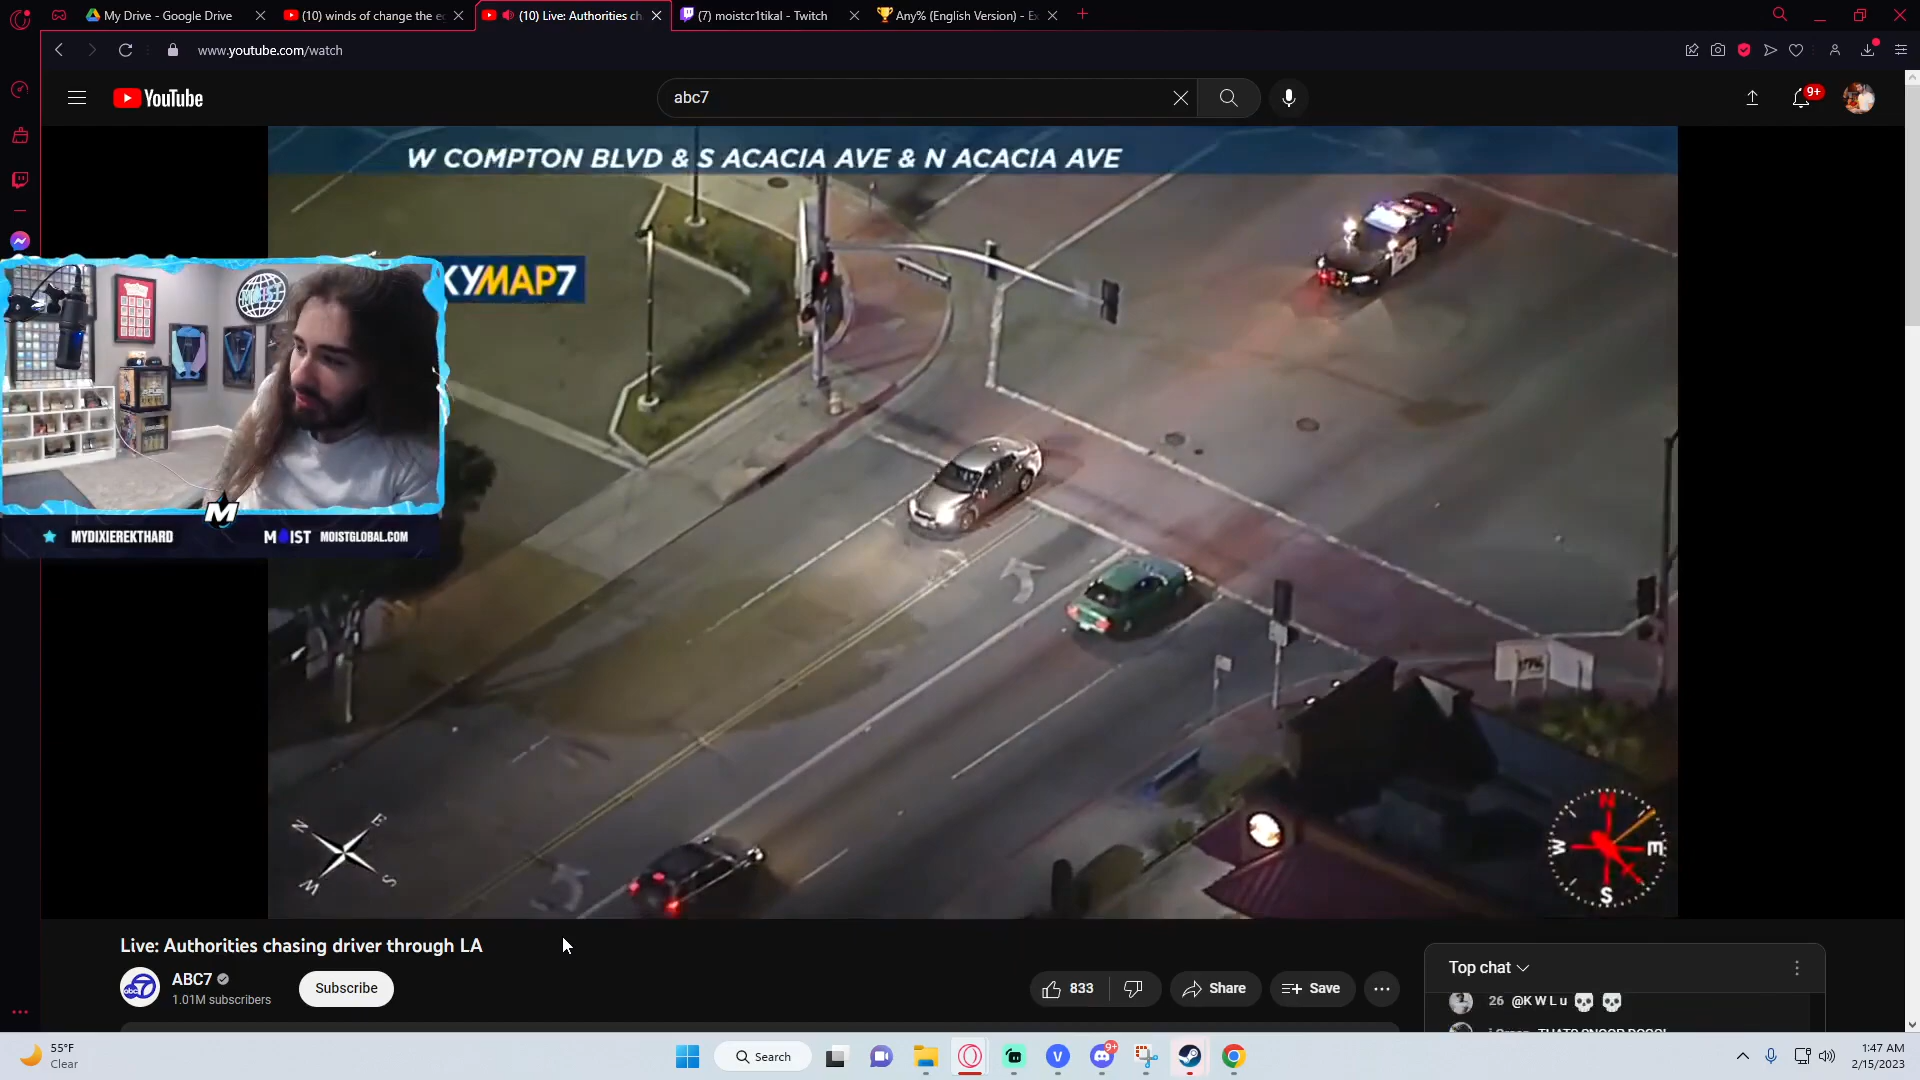 My Drive - Google Drive
(10) winds of change the e
(10) Live: Authorities ch
(7) moistcr1tikal - Twitch
Any% (English Version) - E
www.youtube.com/watch
YouTube
abc7
9+
W COMPTON BLVD & S ACACIA AVE & N ACACIA AVE
KYMAP7
MOIST
M
MYDIXIEREKTHARD
MOIST
MOISTGLOBAL.COM
N
E
W
S
N
W
E
S
Live: Authorities chasing driver through LA
abc7
ABC7
1.01M subscribers
Subscribe
833
Share
Save
Top chat
26 @K W L u 💀 💀
55°F
Clear
Search
V
9+
1:47 AM
2/15/2023